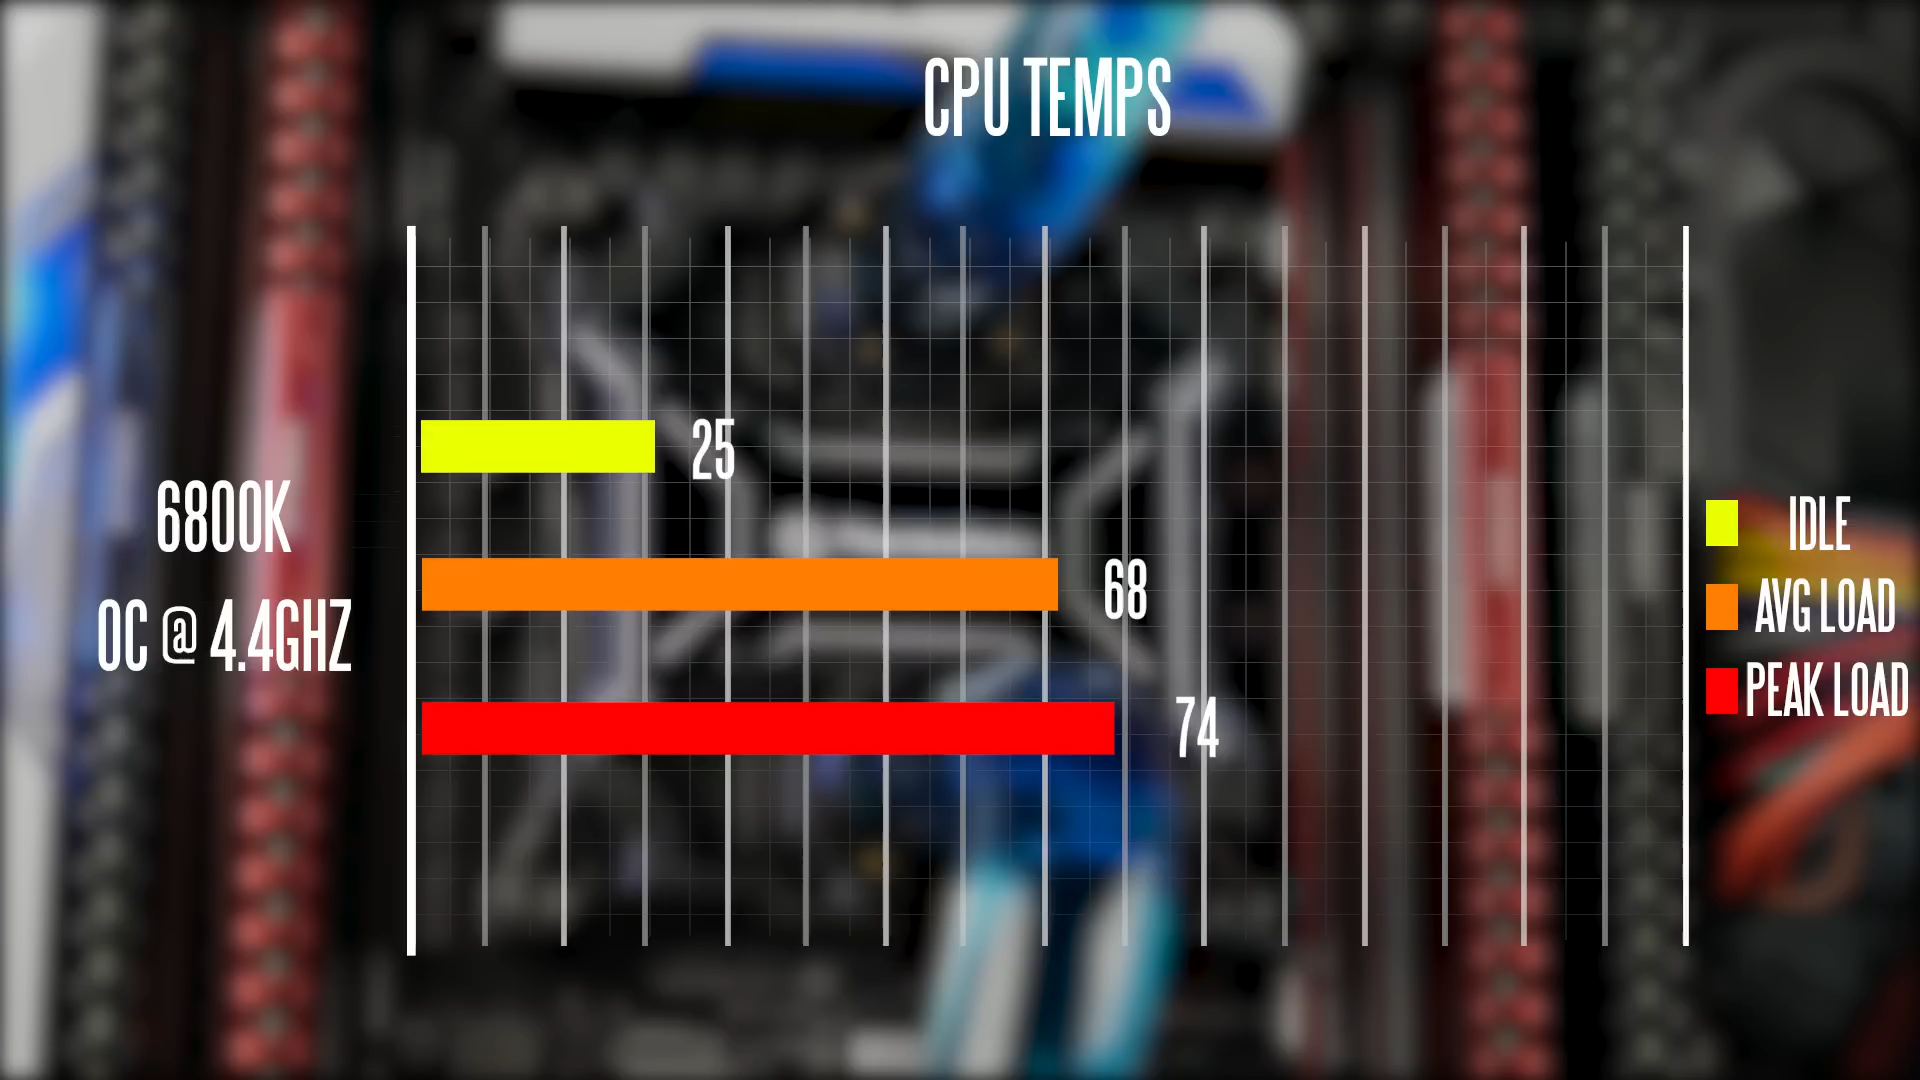 CPU TEMPS
25
6800K
OC @ 4.4GHZ
68
74
IDLE
AVG LOAD
PEAK LOAD